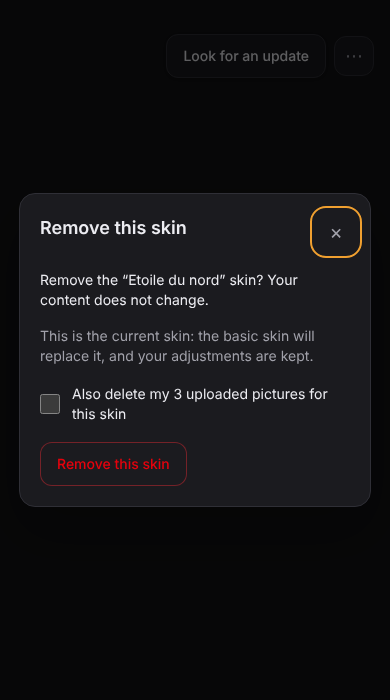 Look for an update
···
Remove this skin
×
Remove the “Etoile du nord” skin? Your
content does not change.
This is the current skin: the basic skin will
replace it, and your adjustments are kept.
Also delete my 3 uploaded pictures for
this skin
Remove this skin